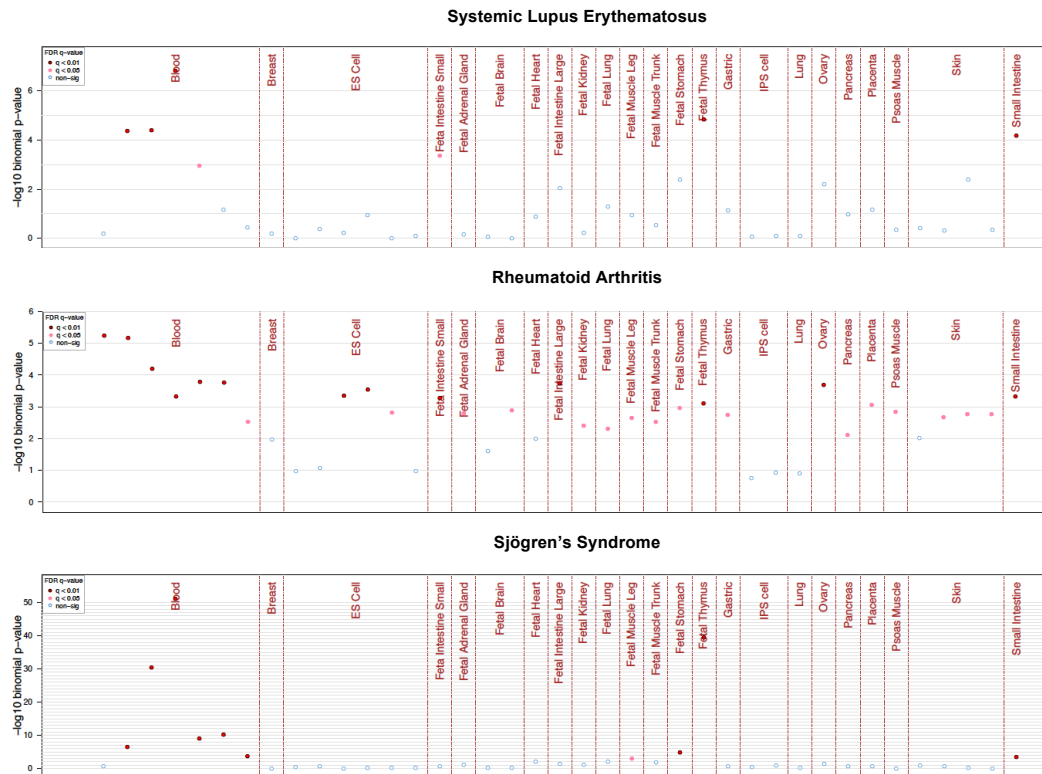 Systemic Lupus Erythematosus
FDR q-value
q < 0.01
q < 0.05
non-sig
−log10 binomial p-value
6
4
2
0
Blood
Breast
ES Cell
Feta Intestine Small
Fetal Adrenal Gland
Fetal Brain
Fetal Heart
Fetal Intestine Large
Fetal Kidney
Fetal Lung
Fetal Muscle Leg
Fetal Muscle Trunk
Fetal Stomach
Fetal Thymus
Gastric
IPS cell
Lung
Ovary
Pancreas
Placenta
Psoas Muscle
Skin
Small Intestine
Rheumatoid Arthritis
FDR q-value
q < 0.01
q < 0.05
non-sig
−log10 binomial p-value
6
5
4
3
2
1
0
Blood
Breast
ES Cell
Feta Intestine Small
Fetal Adrenal Gland
Fetal Brain
Fetal Heart
Fetal Intestine Large
Fetal Kidney
Fetal Lung
Fetal Muscle Leg
Fetal Muscle Trunk
Fetal Stomach
Fetal Thymus
Gastric
IPS cell
Lung
Ovary
Pancreas
Placenta
Psoas Muscle
Skin
Small Intestine
Sjögren's Syndrome
FDR q-value
q < 0.01
q < 0.05
non-sig
−log10 binomial p-value
50
40
30
20
10
0
Blood
Breast
ES Cell
Feta Intestine Small
Fetal Adrenal Gland
Fetal Brain
Fetal Heart
Fetal Intestine Large
Fetal Kidney
Fetal Lung
Fetal Muscle Leg
Fetal Muscle Trunk
Fetal Stomach
Fetal Thymus
Gastric
IPS cell
Lung
Ovary
Pancreas
Placenta
Psoas Muscle
Skin
Small Intestine